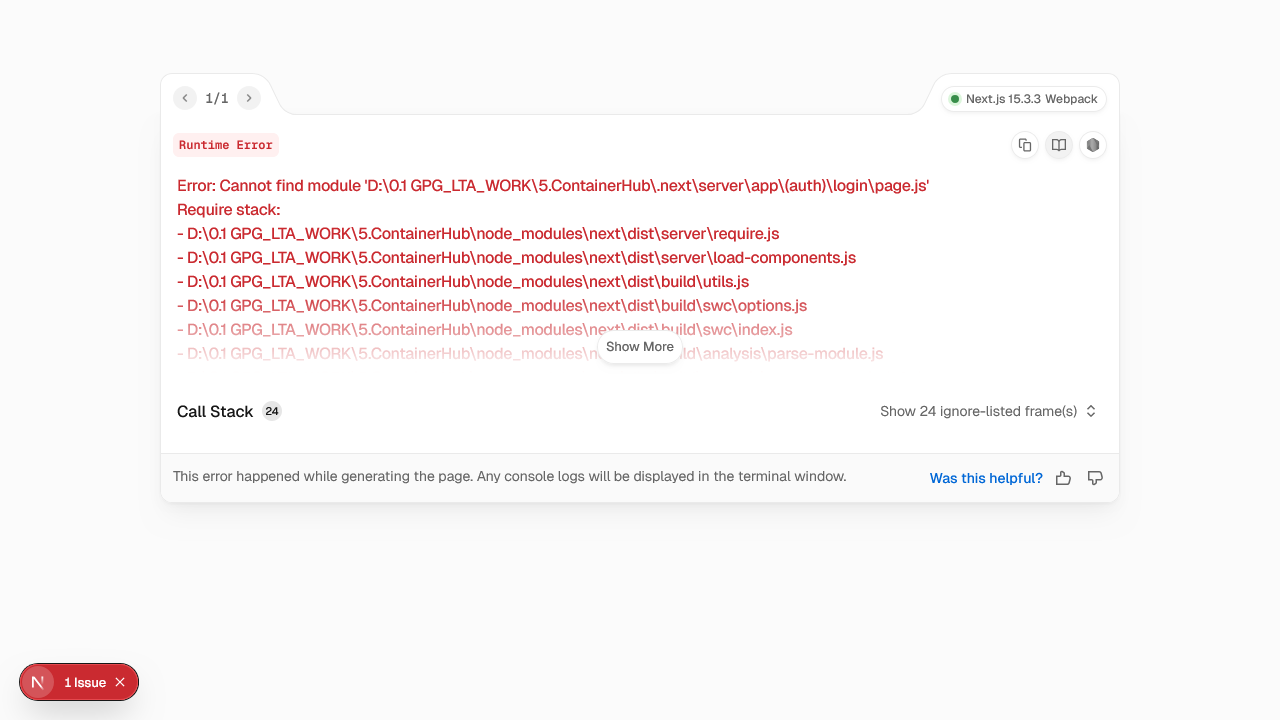 1/1
Next.js 15.3.3 Webpack
Runtime Error
Error: Cannot find module 'D:\0.1 GPG_LTA_WORK\5.ContainerHub\.next\server\app\(auth)\login\page.js'
Require stack:
- D:\0.1 GPG_LTA_WORK\5.ContainerHub\node_modules\next\dist\server\require.js
- D:\0.1 GPG_LTA_WORK\5.ContainerHub\node_modules\next\dist\server\load-components.js
- D:\0.1 GPG_LTA_WORK\5.ContainerHub\node_modules\next\dist\build\utils.js
- D:\0.1 GPG_LTA_WORK\5.ContainerHub\node_modules\next\dist\build\swc\options.js
- D:\0.1 GPG_LTA_WORK\5.ContainerHub\node_modules\next\dist\build\swc\index.js
- D:\0.1 GPG_LTA_WORK\5.ContainerHub\node_modules\next\dist\build\analysis\parse-module.js
Show More
Call Stack 24
Show 24 ignore-listed frame(s)
This error happened while generating the page. Any console logs will be displayed in the terminal window.
Was this helpful?
N 1 Issue